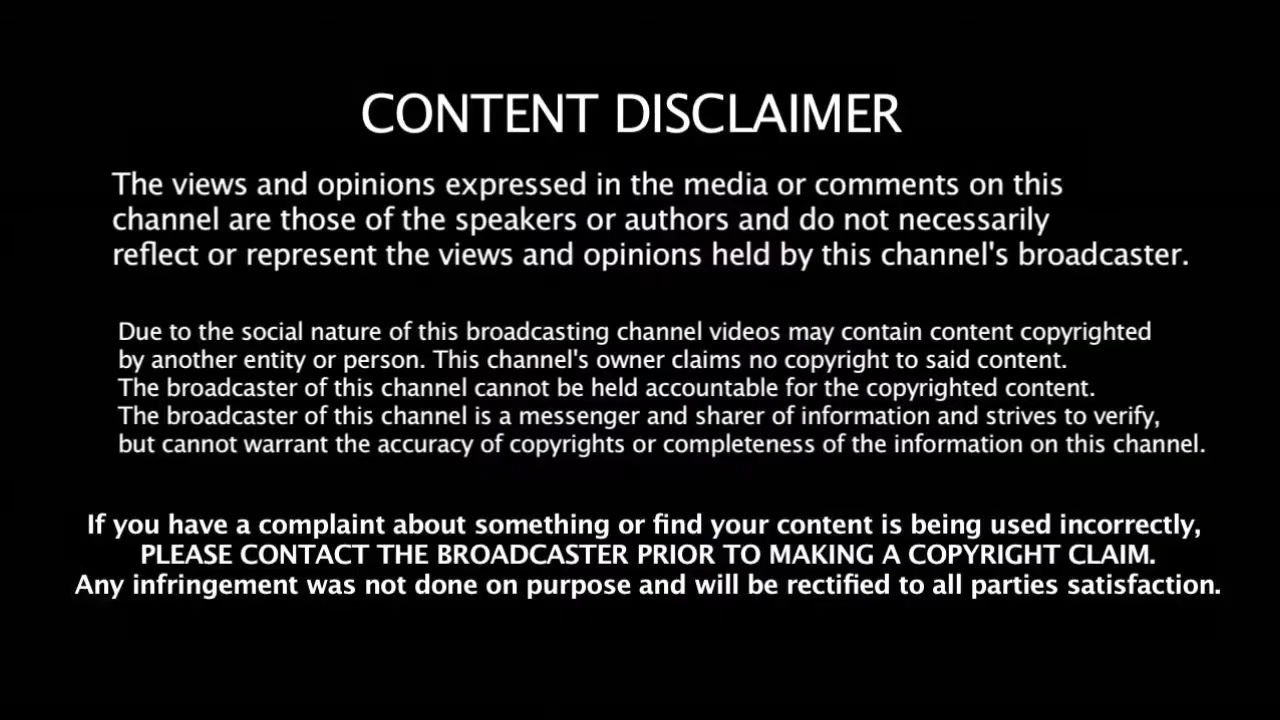 CONTENT DISCLAIMER
The views and opinions expressed in the media or comments on this
channel are those of the speakers or authors and do not necessarily
reflect or represent the views and opinions held by this channel's broadcaster.
Due to the social nature of this broadcasting channel videos may contain content copyrighted
by another entity or person. This channel's owner claims no copyright to said content.
The broadcaster of this channel cannot be held accountable for the copyrighted content.
The broadcaster of this channel is a messenger and sharer of information and strives to verify,
but cannot warrant the accuracy of copyrights or completeness of the information on this channel.
If you have a complaint about something or find your content is being used incorrectly,
PLEASE CONTACT THE BROADCASTER PRIOR TO MAKING A COPYRIGHT CLAIM.
Any infringement was not done on purpose and will be rectified to all parties satisfaction.